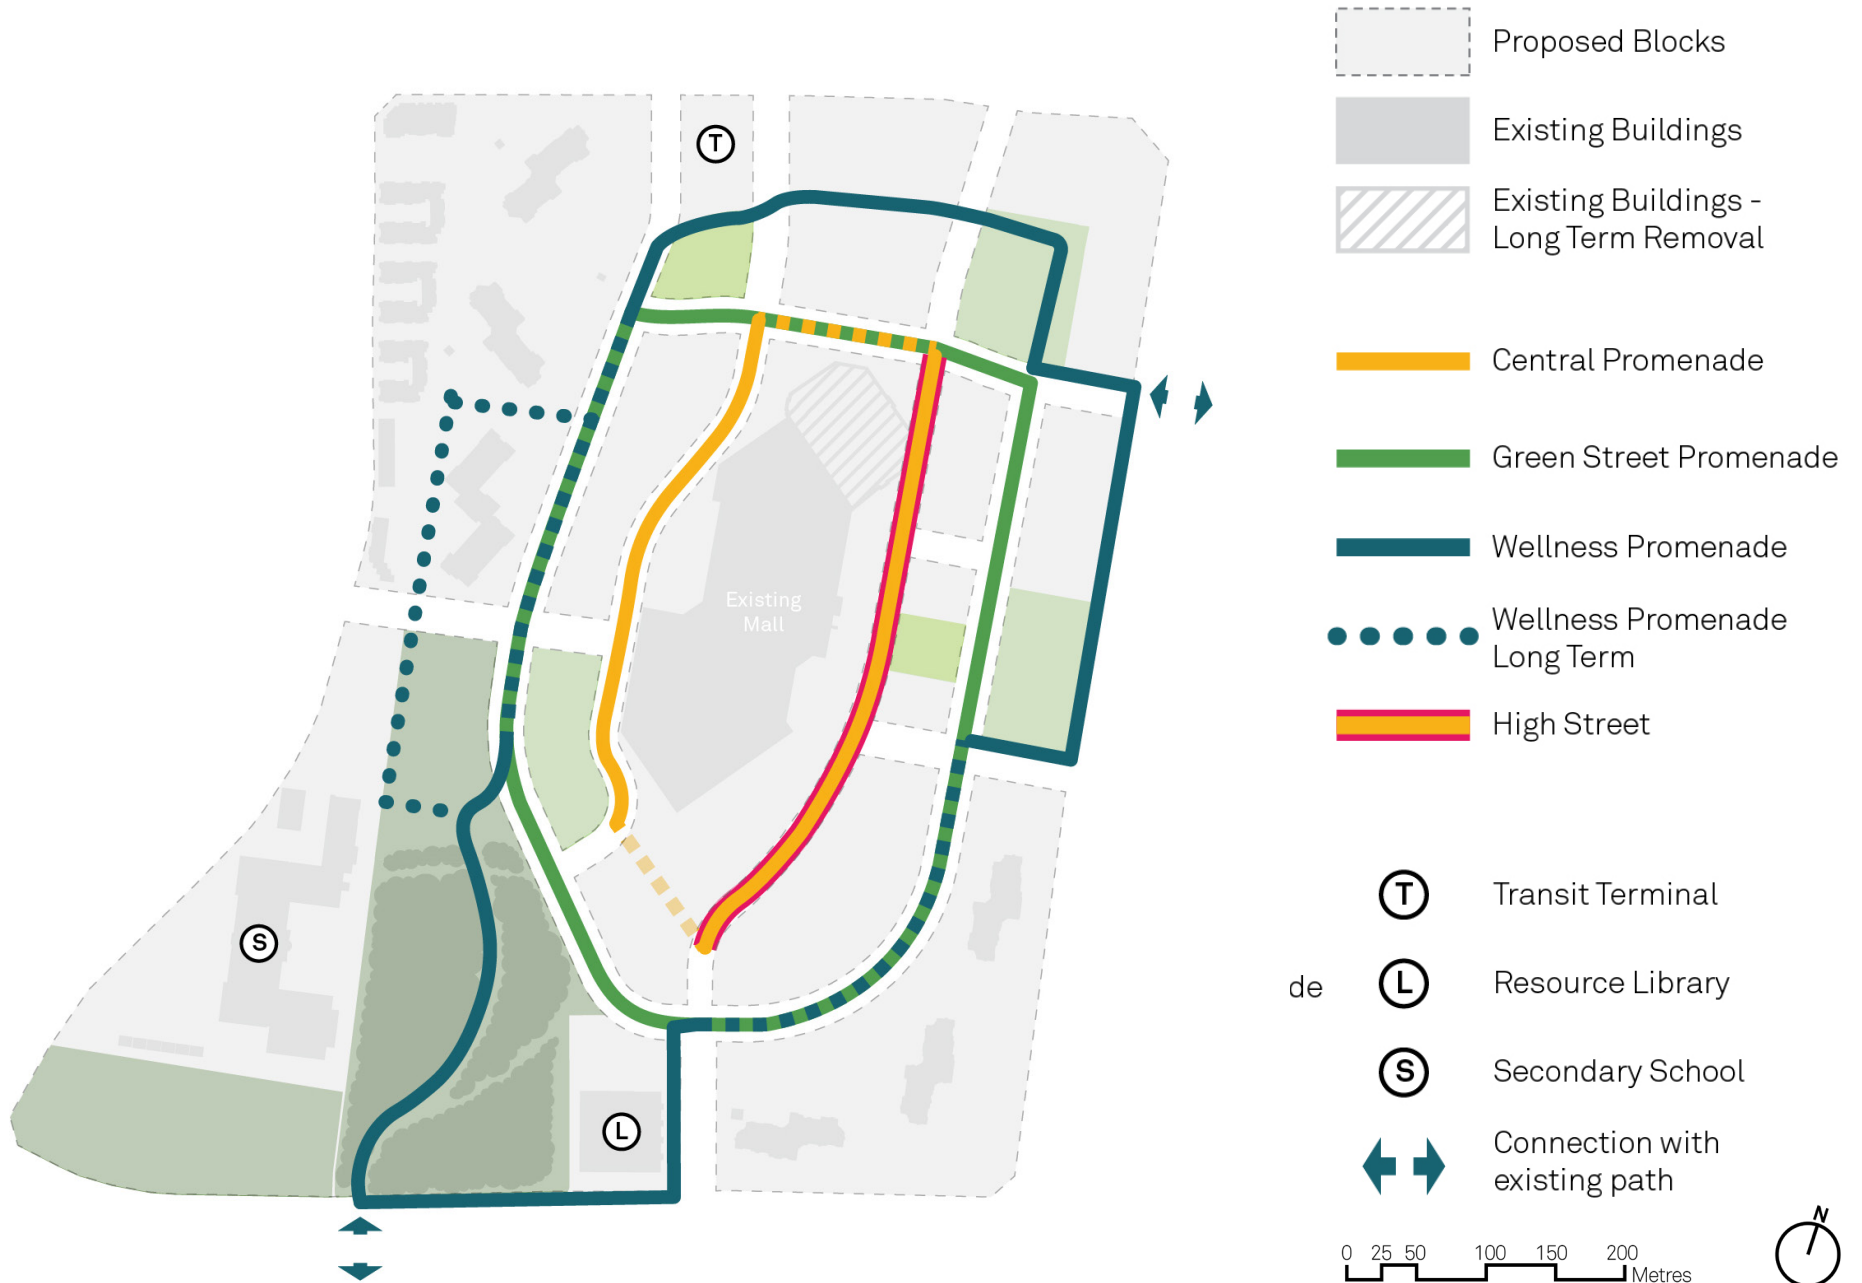 T
Existing
Mall
S
L
Proposed Blocks
Existing Buildings
Existing Buildings -
Long Term Removal
Central Promenade
Green Street Promenade
Wellness Promenade
Wellness Promenade
Long Term
High Street
T Transit Terminal
de
L Resource Library
S Secondary School
Connection with
existing path
N
0 25 50 100 150 200
Metres